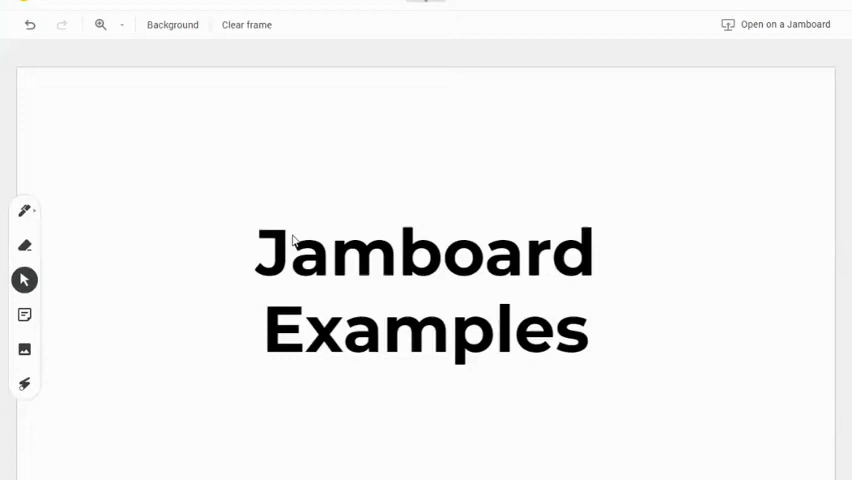 Background
Clear frame
Open on a Jamboard
Jamboard
Examples